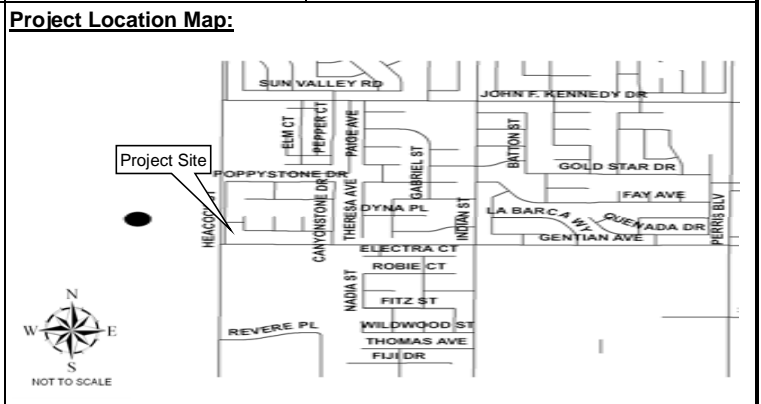 Project Location Map:
SUN VALLEY RD
JOHN F. KENNEDY DR
ELM CT
PEPPER CT
PAIGE AVE
GABRIEL ST
BATTON ST
Project Site
POPPYSTONE DR
GOLD STAR DR
HEACOCK ST
CANYONSTONE DR
THERESA AVE
DYNA PL
INDIAN ST
LA BARCA WY
FAY AVE
QUENADA DR
PERRIS BLV
GENTIAN AVE
ELECTRA CT
ROBIE CT
NADIA ST
FITZ ST
REVERE PL
WILDWOOD ST
THOMAS AVE
FIJI DR
N
W E
S
NOT TO SCALE